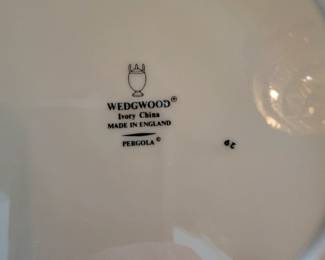 WEDGWOOD®
Ivory China
MADE IN ENGLAND
PERGOLA ©